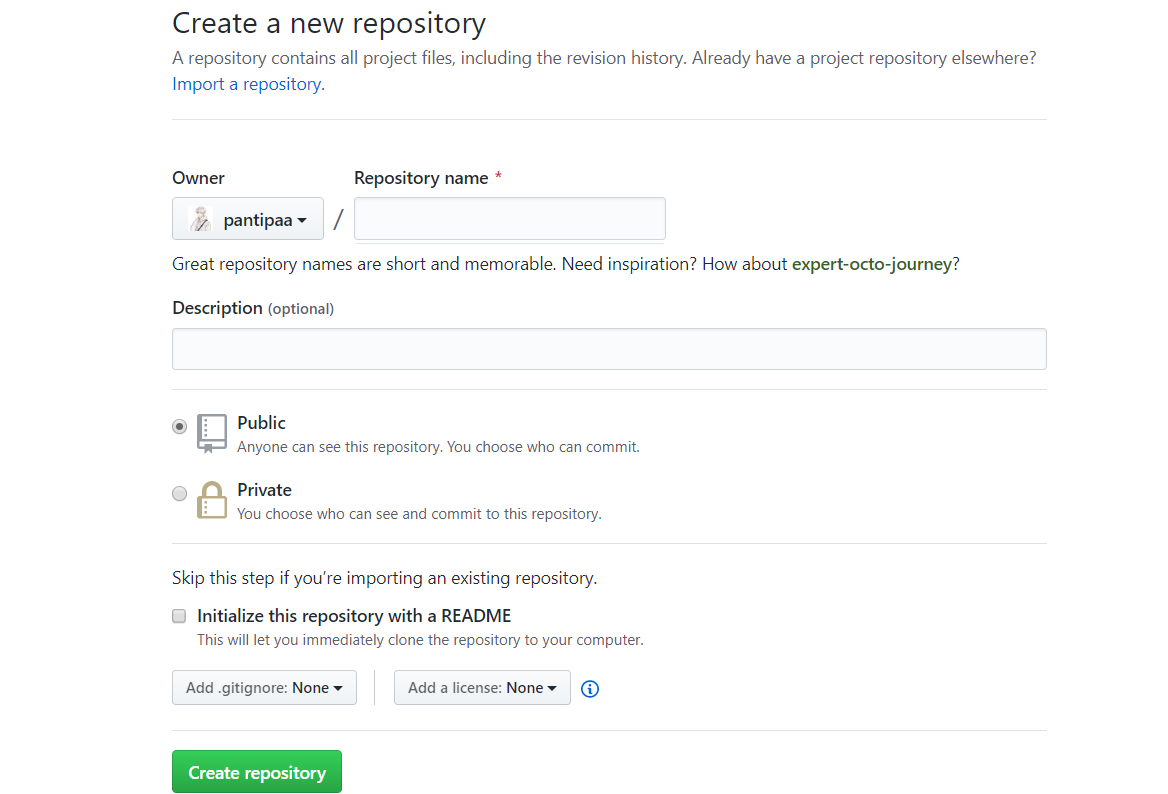 Create a new repository
A repository contains all project files, including the revision history. Already have a project repository elsewhere?
Import a repository.
Owner
Repository name *
pantipaa
/
Great repository names are short and memorable. Need inspiration? How about expert-octo-journey?
Description (optional)
Public
Anyone can see this repository. You choose who can commit.
Private
You choose who can see and commit to this repository.
Skip this step if you’re importing an existing repository.
Initialize this repository with a README
This will let you immediately clone the repository to your computer.
Add .gitignore: None
Add a license: None
Create repository